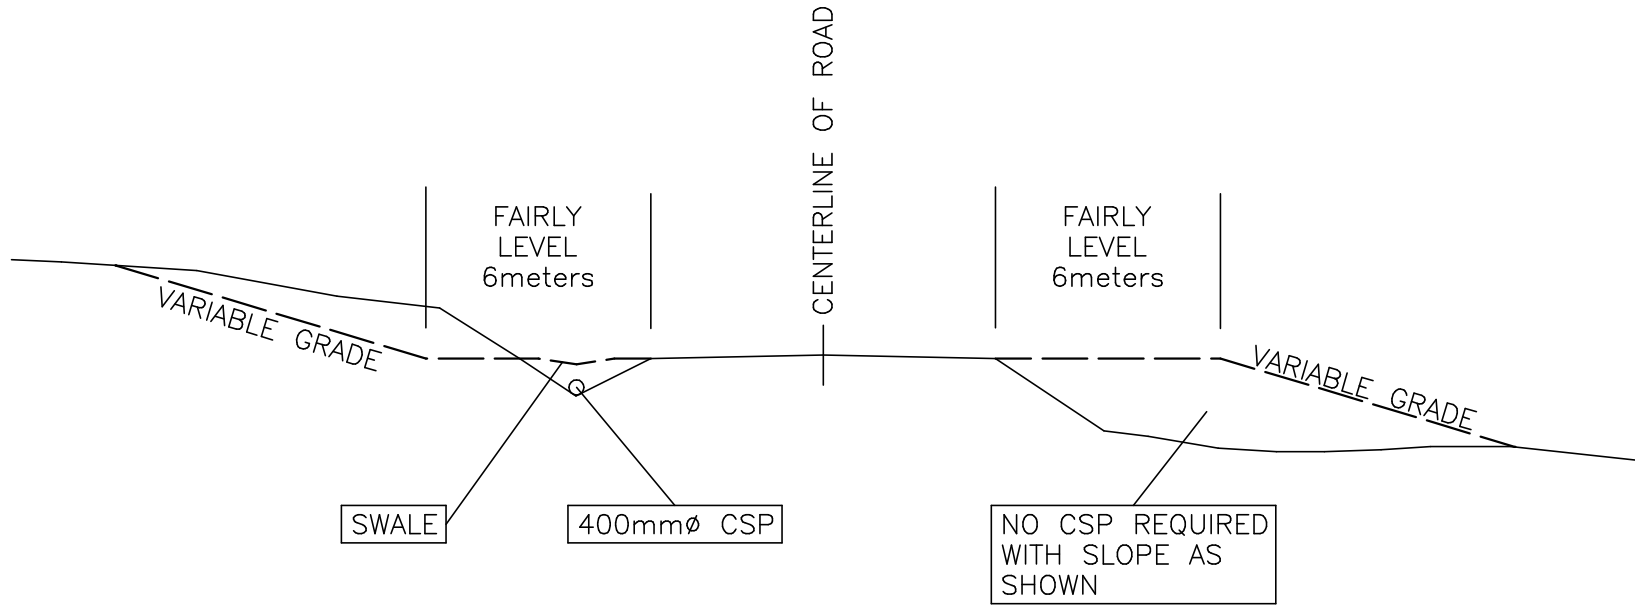 CENTERLINE OF ROAD
FAIRLY
LEVEL
6meters
FAIRLY
LEVEL
6meters
VARIABLE GRADE
VARIABLE GRADE
SWALE
400mmø CSP
NO CSP REQUIRED
WITH SLOPE AS
SHOWN